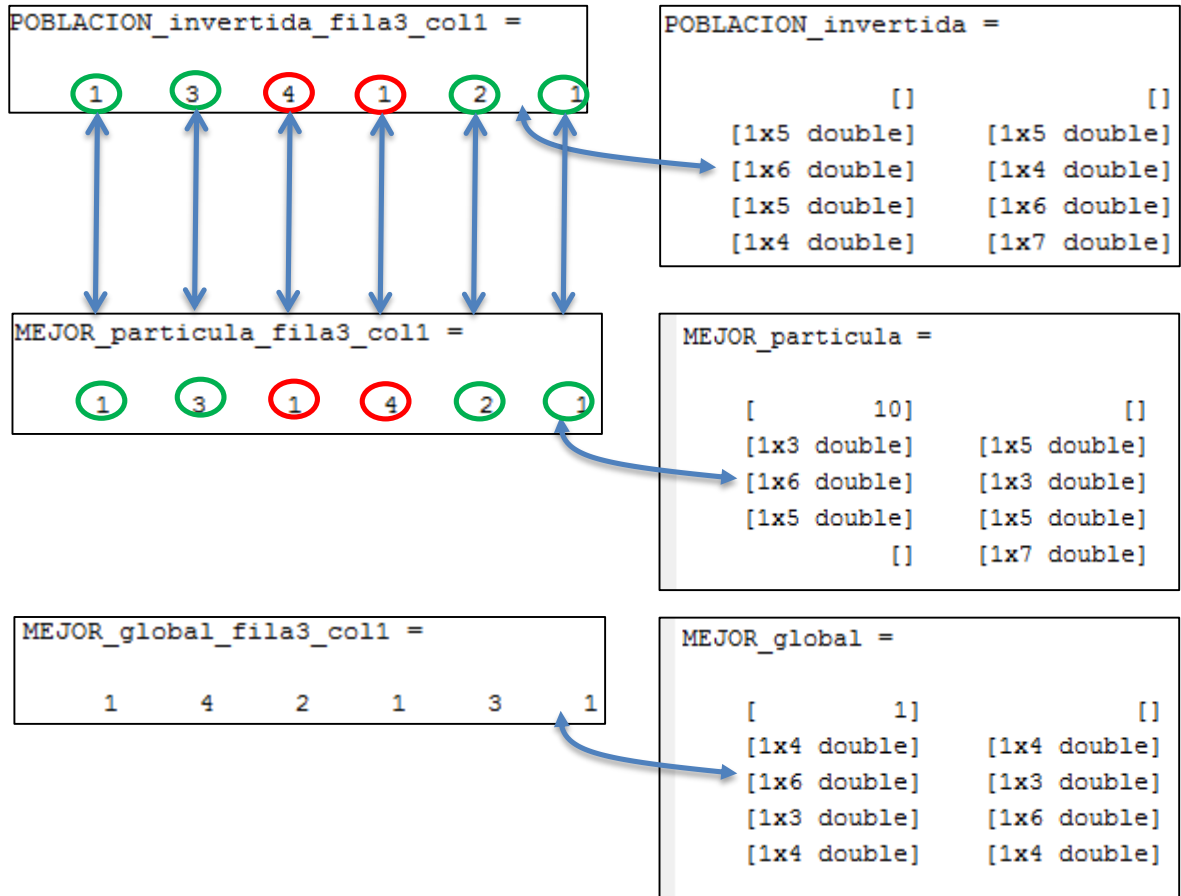 POBLACION_invertida_fila3_col1 =
1 3 4 1 2 1
POBLACION_invertida =
[] []
[1x5 double] [1x5 double]
[1x6 double] [1x4 double]
[1x5 double] [1x6 double]
[1x4 double] [1x7 double]
MEJOR_particula_fila3_col1 =
1 3 1 4 2 1
MEJOR_particula =
[ 10] []
[1x3 double] [1x5 double]
[1x6 double] [1x3 double]
[1x5 double] [1x5 double]
[] [1x7 double]
MEJOR_global_fila3_col1 =
1 4 2 1 3 1
MEJOR_global =
[ 1] []
[1x4 double] [1x4 double]
[1x6 double] [1x3 double]
[1x3 double] [1x6 double]
[1x4 double] [1x4 double]